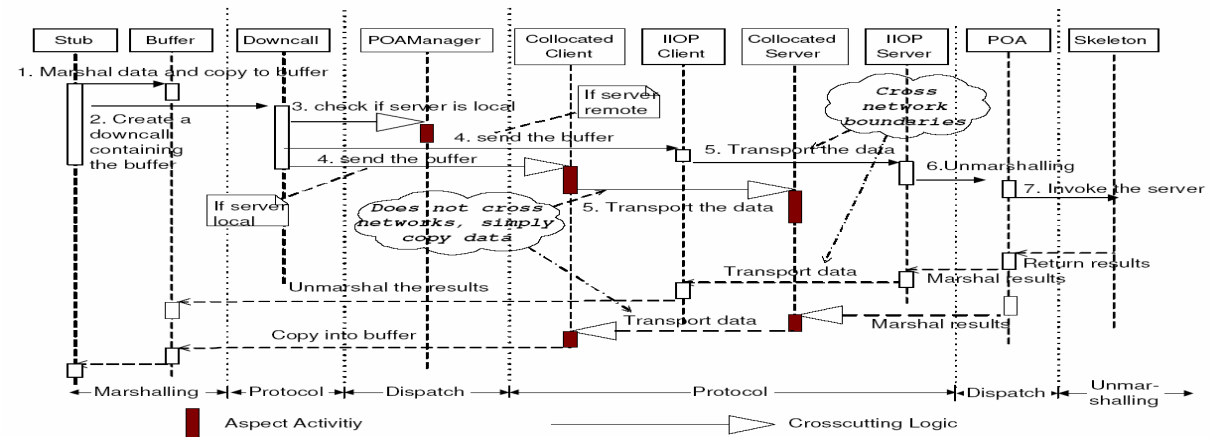 Stub
Buffer
Downcall
POAManager
Collocated
Client
IIOP
Client
Collocated
Server
IIOP
Server
POA
Skeleton
1. Marshal data and copy to buffer
2. Create a
downcall
containing
the buffer
3. check if server is local
If server
remote
Cross
network
boundaries
4. send the buffer
4. send the buffer
5. Transport the data
6.Unmarshalling
7. Invoke the server
If server
local
Does not cross
networks, simply
copy data
5. Transport the data
Return results
Marshal results
Transport data
Unmarshal the results
Marshal results
Transport data
Copy into buffer
Marshalling
Protocol
Dispatch
Protocol
Dispatch
Unmar-
shalling
Aspect Activitiy
Crosscutting Logic